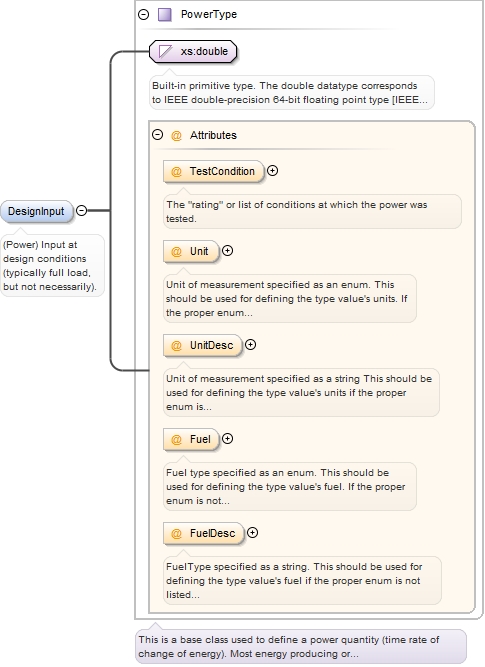 PowerType
xs:double
Built-in primitive type. The double datatype corresponds
to IEEE double-precision 64-bit floating point type [IEEE...
@ Attributes
@ TestCondition
The "rating" or list of conditions at which the power was
tested.
DesignInput
(Power) Input at
design conditions
(typically full load,
but not necessarily).
@ Unit
Unit of measurement specified as an enum. This
should be used for defining the type value's units. If
the proper enum...
@ UnitDesc
Unit of measurement specified as a string This should be
used for defining the type value's units if the proper
enum is...
@ Fuel
Fuel type specified as an enum. This should be
used for defining the type value's fuel. If the proper
enum is not...
@ FuelDesc
FuelType specified as a string. This should be used for
defining the type value's fuel if the proper enum is not
listed...
This is a base class used to define a power quantity (time rate of
change of energy). Most energy producing or...